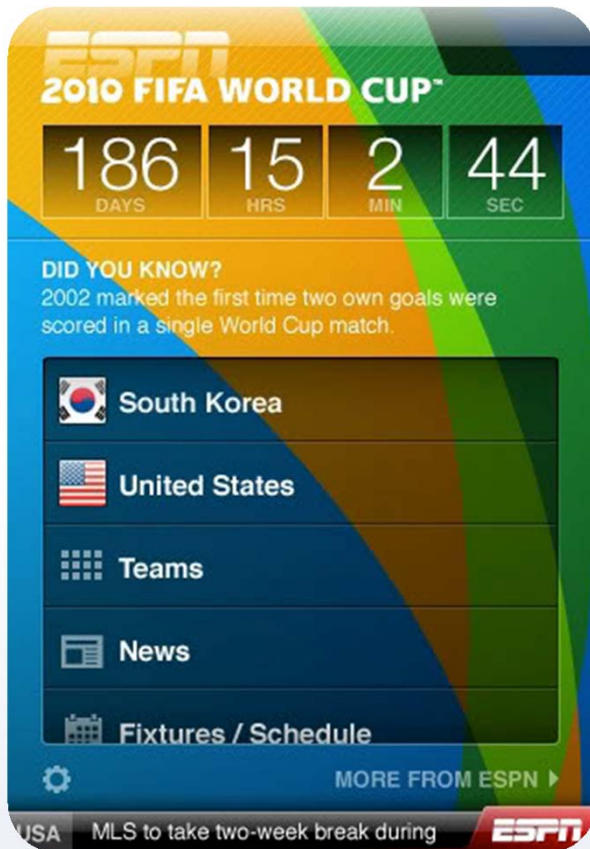 ESPN
2010 FIFA WORLD CUP™
186 15 2 44
DAYS HRS MIN SEC
DID YOU KNOW?
2002 marked the first time two own goals were
scored in a single World Cup match.
South Korea
United States
Teams
News
Fixtures / Schedule
MORE FROM ESPN
USA MLS to take two-week break during ESPN